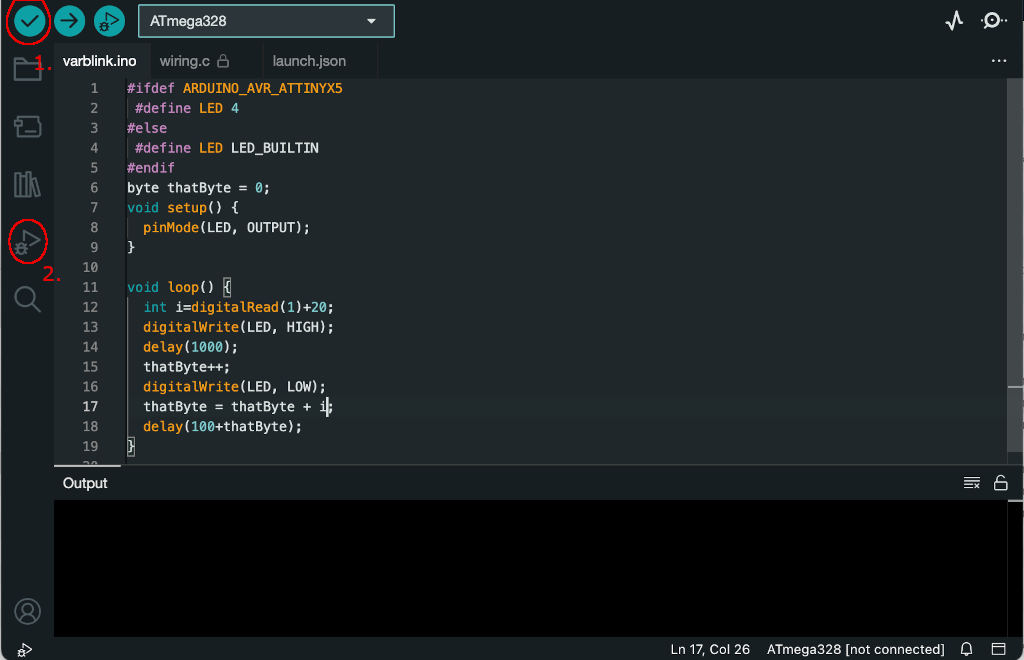 ATmega328
1.
varblink.ino wiring.c launch.json
1 #ifdef ARDUINO_AVR_ATTINYX5
2 #define LED 4
3 #else
4 #define LED LED_BUILTIN
5 #endif
6 byte thatByte = 0;
7 void setup() {
8 pinMode(LED, OUTPUT);
9 }
2.
10
11 void loop() {
12 int i=digitalRead(1)+20;
13 digitalWrite(LED, HIGH);
14 delay(1000);
15 thatByte++;
16 digitalWrite(LED, LOW);
17 thatByte = thatByte + i;
18 delay(100+thatByte);
19 }
20
Output
Ln 17, Col 26 ATmega328 [not connected]